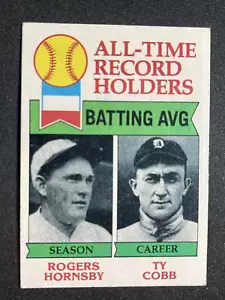 ALL-TIME
RECORD
HOLDERS
BATTING AVG
D
SEASON CAREER
ROGERS TY
HORNSBY COBB